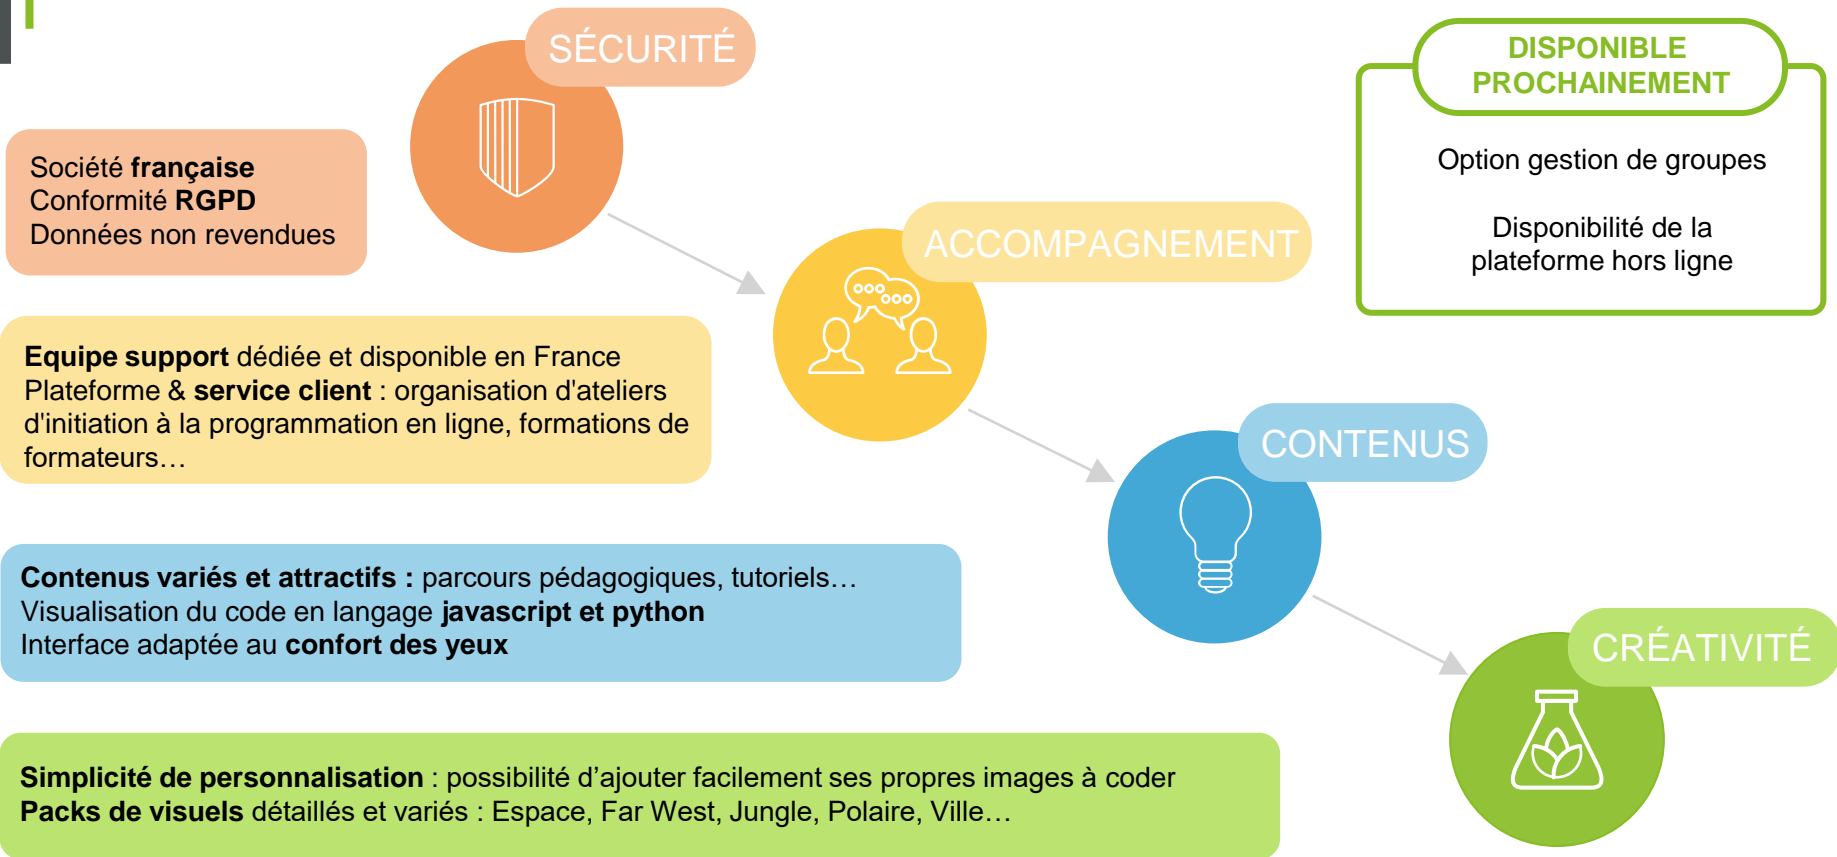 SÉCURITÉ
Société française
Conformité RGPD
Données non revendues
ACCOMPAGNEMENT
Equipe support dédiée et disponible en France
Plateforme & service client : organisation d'ateliers
d'initiation à la programmation en ligne, formations de
formateurs…
CONTENUS
Contenus variés et attractifs : parcours pédagogiques, tutoriels…
Visualisation du code en langage javascript et python
Interface adaptée au confort des yeux
CRÉATIVITÉ
Simplicité de personnalisation : possibilité d’ajouter facilement ses propres images à coder
Packs de visuels détaillés et variés : Espace, Far West, Jungle, Polaire, Ville…
DISPONIBLE
PROCHAINEMENT
Option gestion de groupes
Disponibilité de la
plateforme hors ligne